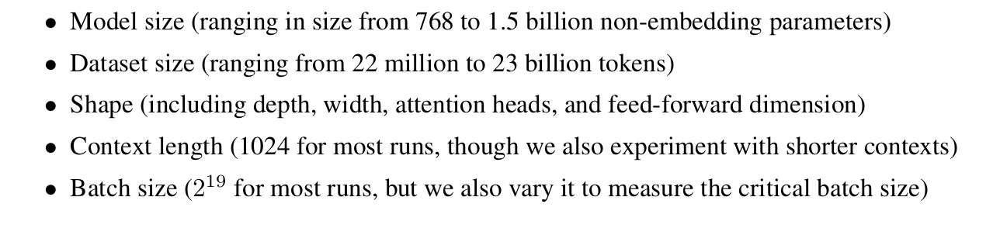 • Model size (ranging in size from 768 to 1.5 billion non-embedding parameters)
• Dataset size (ranging from 22 million to 23 billion tokens)
• Shape (including depth, width, attention heads, and feed-forward dimension)
• Context length (1024 for most runs, though we also experiment with shorter contexts)
• Batch size (2^19 for most runs, but we also vary it to measure the critical batch size)